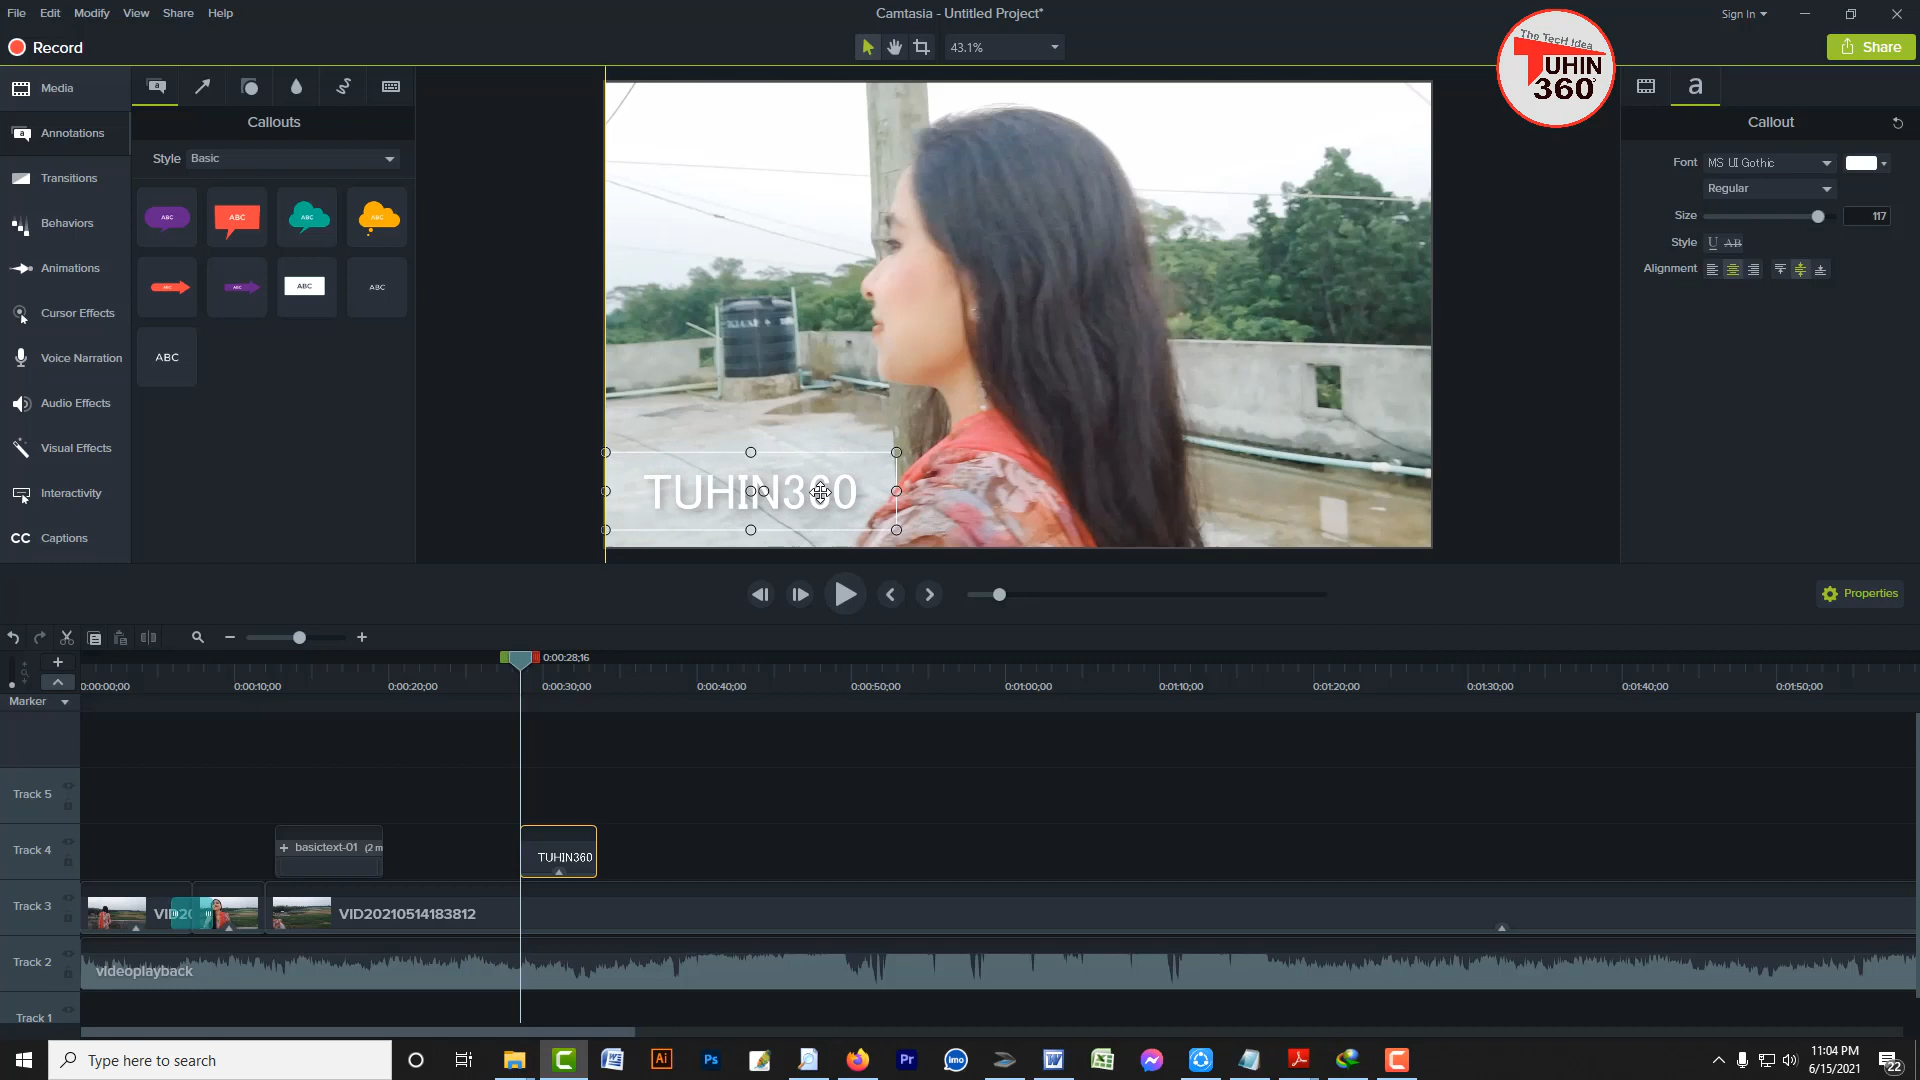 File Edit Modify View Share Help
Camtasia - Untitled Project*
Sign In
Record
43.1%
The TecH Idea
TUHIN
360°
Share
Media
Annotations
Transitions
Behaviors
Animations
Cursor Effects
Voice Narration
Audio Effects
Visual Effects
Interactivity
Captions
Callouts
Style Basic
ABC ABC ABC ABC
ABC ABC ABC ABC
ABC
TUHIN360
a
Callout
Font MS UI Gothic
Regular
Size 117
Style U AB
Alignment
Properties
0:00:28;16
0:00:00;00 0:00:10;00 0:00:20;00 0:00:30;00 0:00:40;00 0:00:50;00 0:01:00;00 0:01:10;00 0:01:20;00 0:01:30;00 0:01:40;00 0:01:50;00
Marker
Track 5
Track 4
basictext-01 (2 m
TUHIN360
Track 3
VID20
VID20210514183812
Track 2
videoplayback
Track 1
Type here to search
Ai Ps imo Pr
11:04 PM
6/15/2021
22